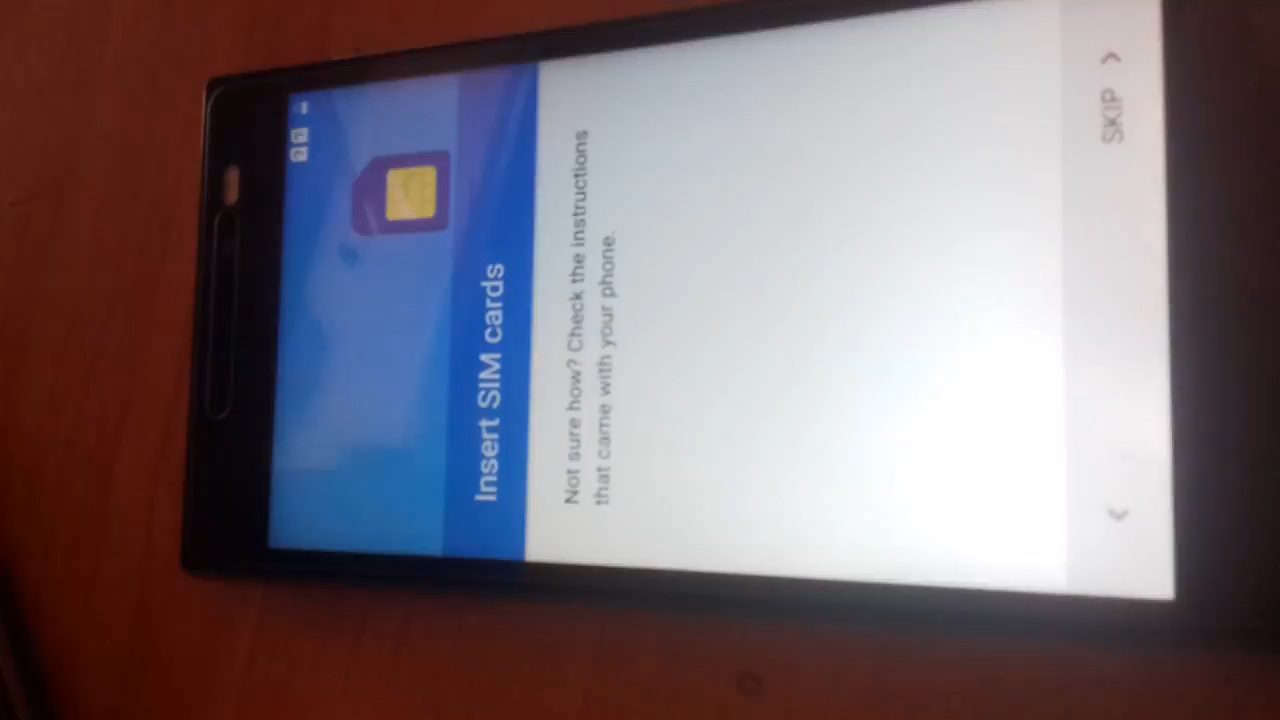 Insert SIM cards
Not sure how? Check the instructions
that came with your phone.
SKIP